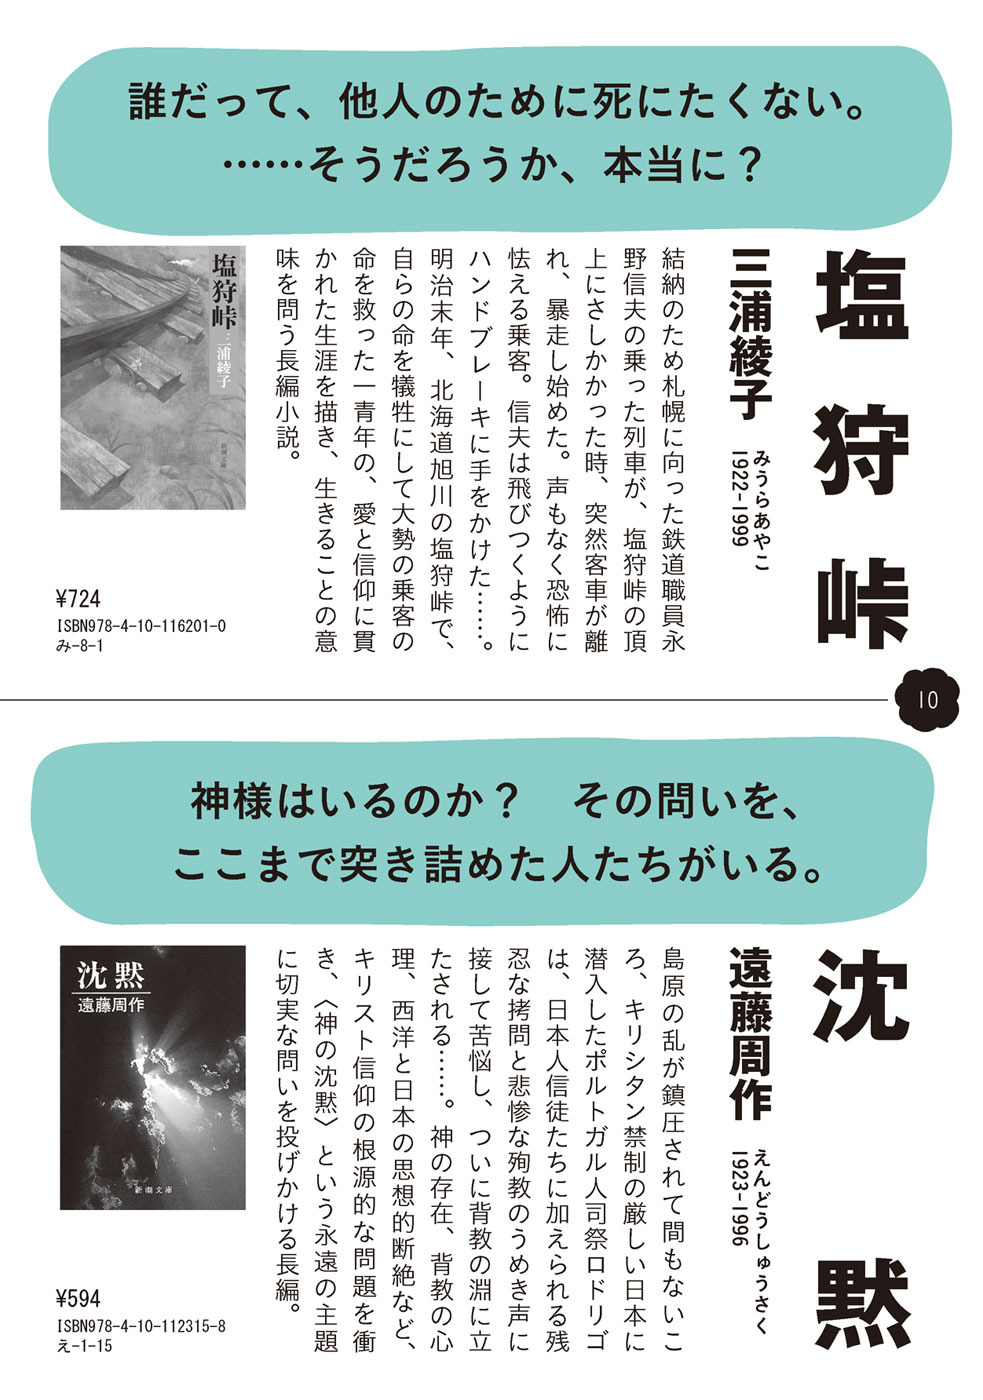 誰だって、他人のために死にたくない。
……そうだろうか、本当に？
塩狩峠
三浦綾子
みうらあやこ
1922-1999
結納のため札幌に向った鉄道職員永
野信夫の乗った列車が、塩狩峠の頂
上にさしかかった時、突然客車が離
れ、暴走し始めた。声もなく恐怖に
怯える乗客。信夫は飛びつくように
ハンドブレーキに手をかけた……。
明治末年、北海道旭川の塩狩峠で、
自らの命を犠牲にして大勢の乗客の
命を救った一青年の、愛と信仰に貫
かれた生涯を描き、生きることの意
味を問う長編小説。
塩狩峠
三浦綾子
新潮文庫
¥724
ISBN978-4-10-116201-0
み-8-1
10
神様はいるのか？　その問いを、
ここまで突き詰めた人たちがいる。
沈黙
遠藤周作
えんどうしゅうさく
1923-1996
島原の乱が鎮圧されて間もないこ
ろ、キリシタン禁制の厳しい日本に
潜入したポルトガル人司祭ロドリゴ
は、日本人信徒たちに加えられる残
忍な拷問と悲惨な殉教のうめき声に
接して苦悩し、ついに背教の淵に立
たされる……。神の存在、背教の心
理、西洋と日本の思想的断絶など、
キリスト信仰の根源的な問題を衝
き、〈神の沈黙〉という永遠の主題
に切実な問いを投げかける長編。
沈黙
遠藤周作
新潮文庫
¥594
ISBN978-4-10-112315-8
え-1-15